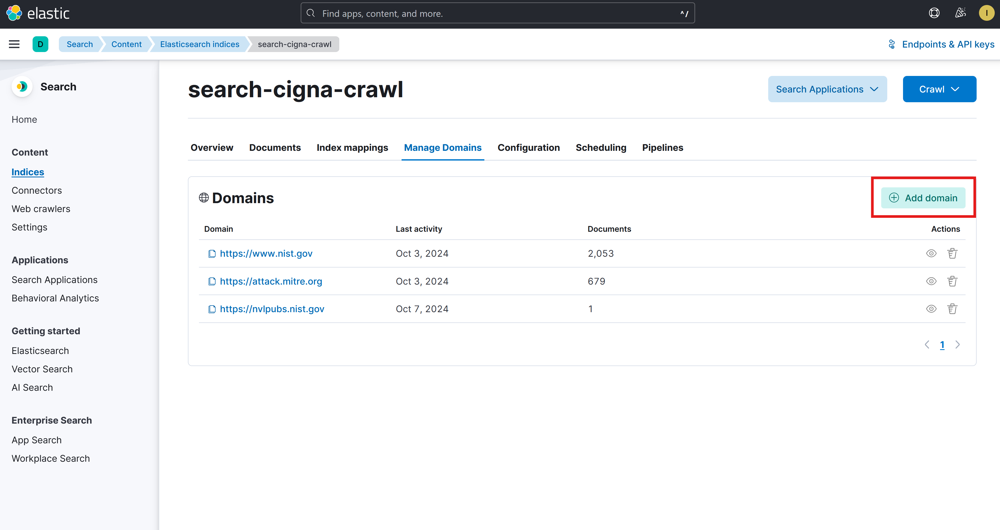 elastic
Find apps, content, and more.
^ /
I
D
Search
Content
Elasticsearch indices
search-cigna-crawl
Endpoints & API keys
Search
Home
Content
Indices
Connectors
Web crawlers
Settings
Applications
Search Applications
Behavioral Analytics
Getting started
Elasticsearch
Vector Search
AI Search
Enterprise Search
App Search
Workplace Search
search-cigna-crawl
Search Applications
Crawl
Overview Documents Index mappings Manage Domains Configuration Scheduling Pipelines
Domains
Add domain
Domain Last activity Documents Actions
https://www.nist.gov Oct 3, 2024 2,053
https://attack.mitre.org Oct 3, 2024 679
https://nvlpubs.nist.gov Oct 7, 2024 1
1